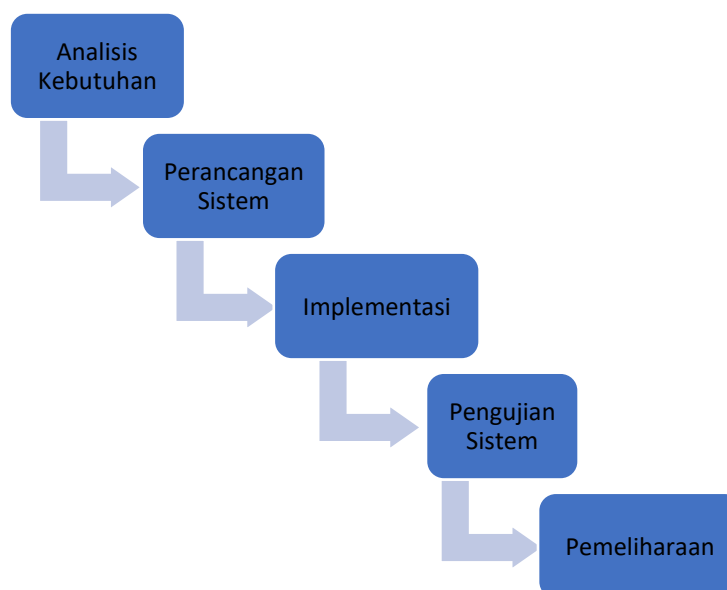 Analisis
Kebutuhan
Perancangan
Sistem
Implementasi
Pengujian
Sistem
Pemeliharaan